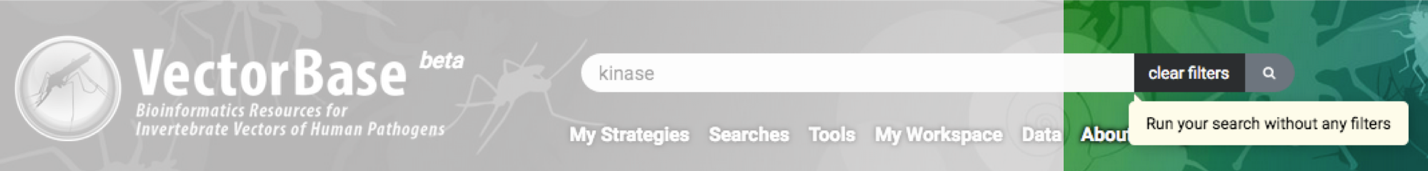 VectorBase beta
Bioinformatics Resources for
Invertebrate Vectors of Human Pathogens
kinase
clear filters
My Strategies
Searches
Tools
My Workspace
Data
About
Run your search without any filters